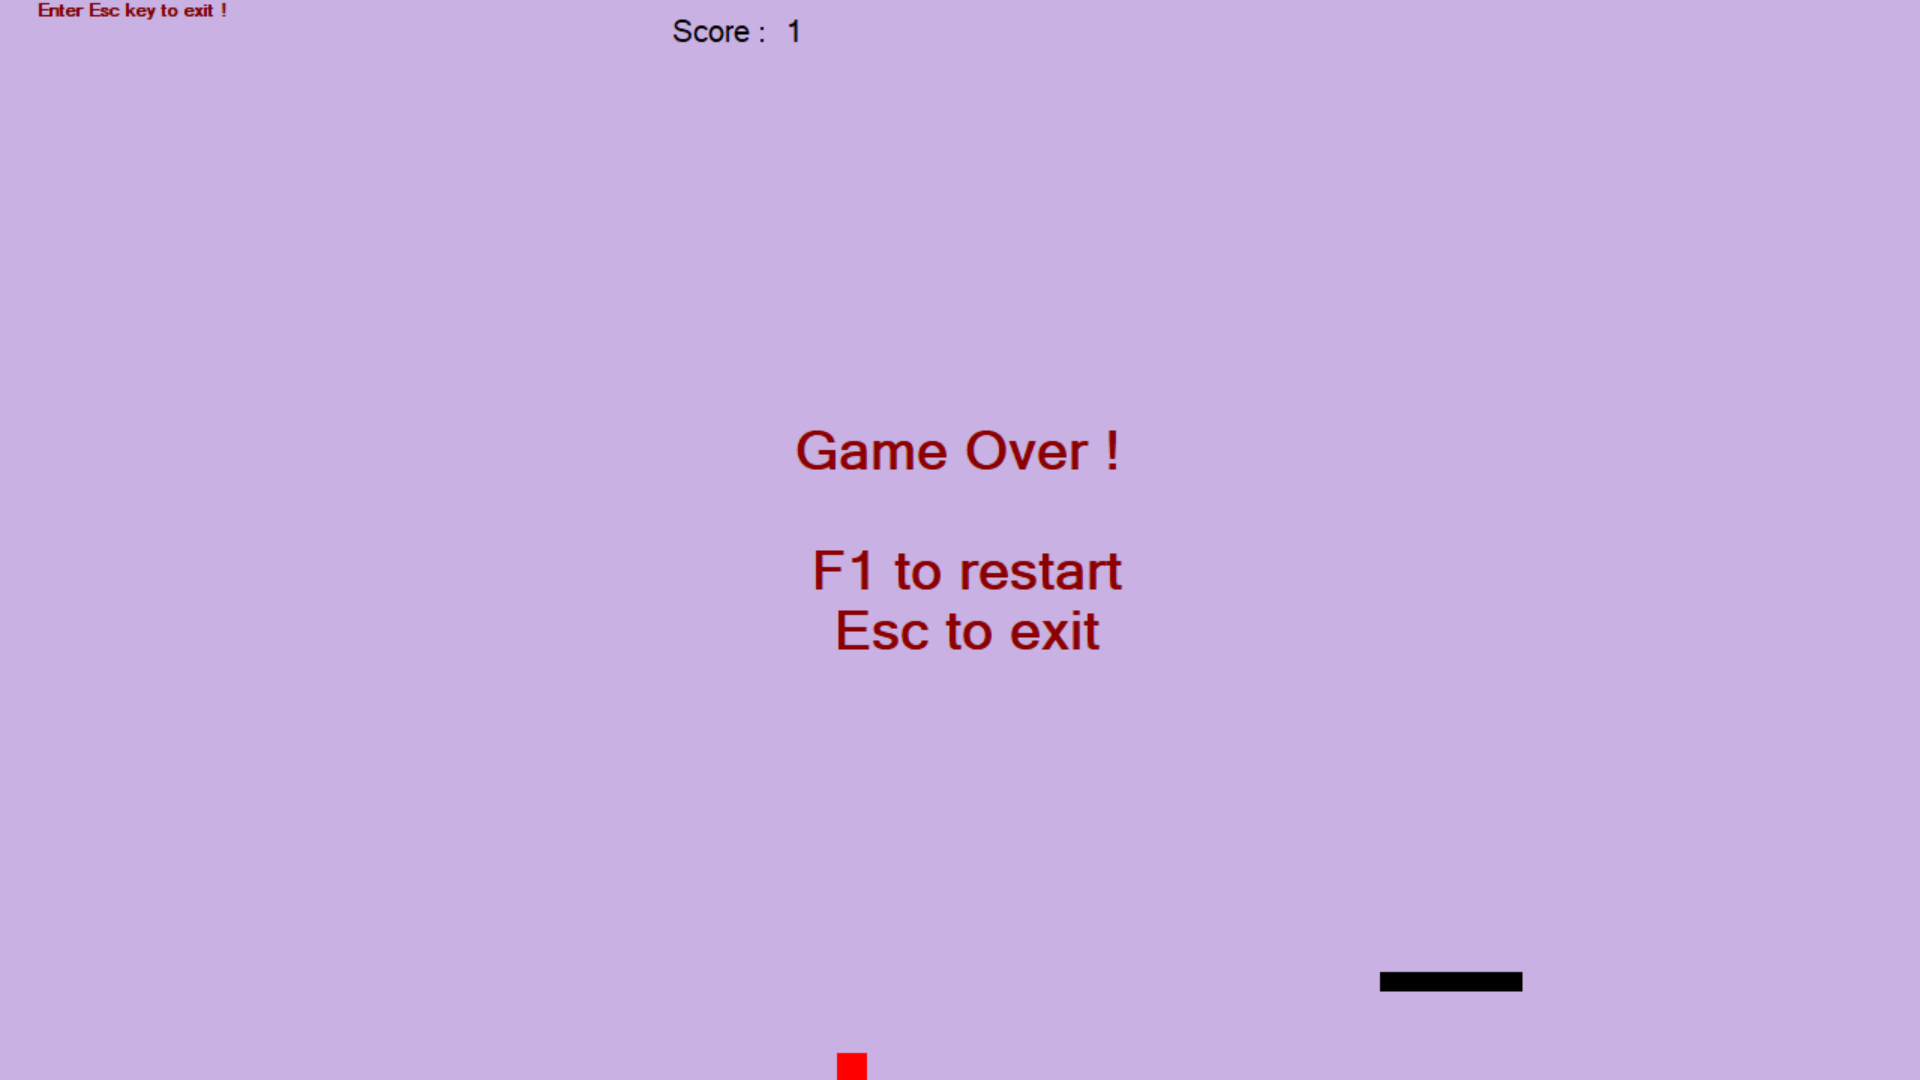 Enter Esc key to exit !
Score : 1
Game Over !
F1 to restart
Esc to exit